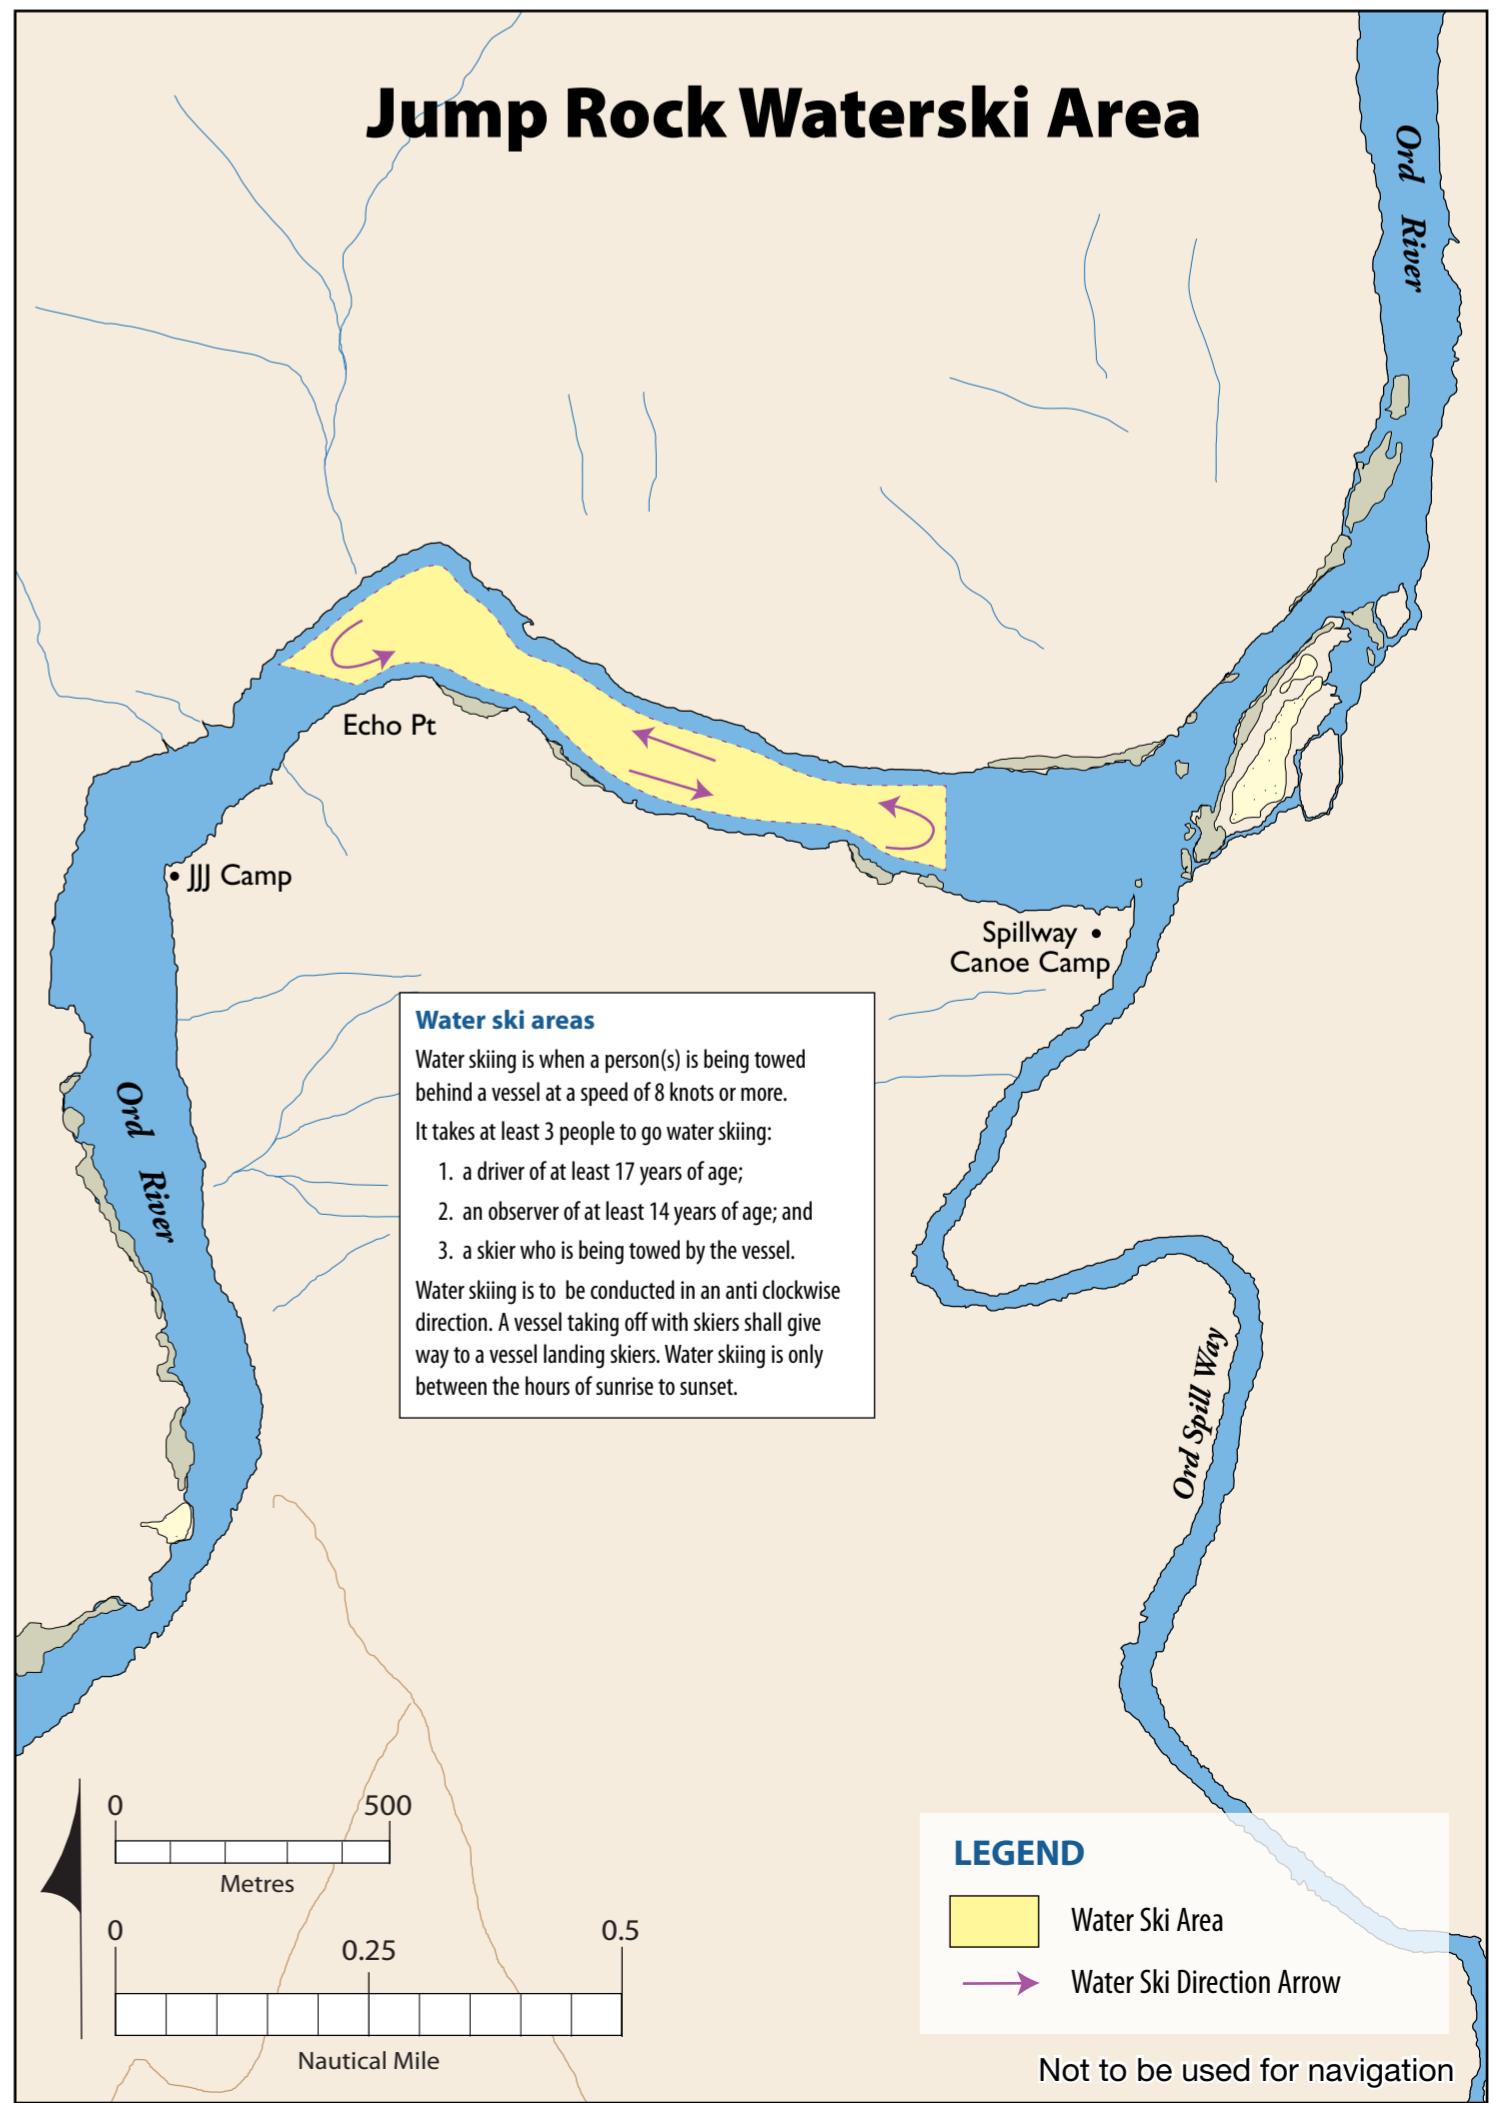 Jump Rock Waterski Area
Ord River
Echo Pt
JJJ Camp
Spillway
Canoe Camp
Water ski areas
Water skiing is when a person(s) is being towed
behind a vessel at a speed of 8 knots or more.
It takes at least 3 people to go water skiing:
1. a driver of at least 17 years of age;
2. an observer of at least 14 years of age; and
3. a skier who is being towed by the vessel.
Water skiing is to be conducted in an anti clockwise
direction. A vessel taking off with skiers shall give
way to a vessel landing skiers. Water skiing is only
between the hours of sunrise to sunset.
Ord River
Ord Spill Way
0 500
Metres
0 0.25 0.5
Nautical Mile
LEGEND
Water Ski Area
Water Ski Direction Arrow
Not to be used for navigation